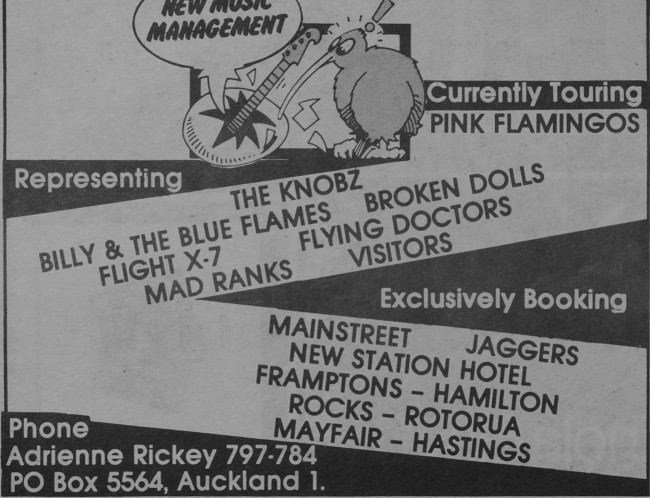 NEW MUSIC
MANAGEMENT
Currently Touring
PINK FLAMINGOS
Representing
THE KNOBZ
BROKEN DOLLS
BILLY & THE BLUE FLAMES
FLYING DOCTORS
FLIGHT X-7
VISITORS
MAD RANKS
Exclusively Booking
MAINSTREET JAGGERS
NEW STATION HOTEL
FRAMPTONS – HAMILTON
ROCKS – ROTORUA
MAYFAIR – HASTINGS
Phone
Adrienne Rickey 797-784
PO Box 5564, Auckland 1.